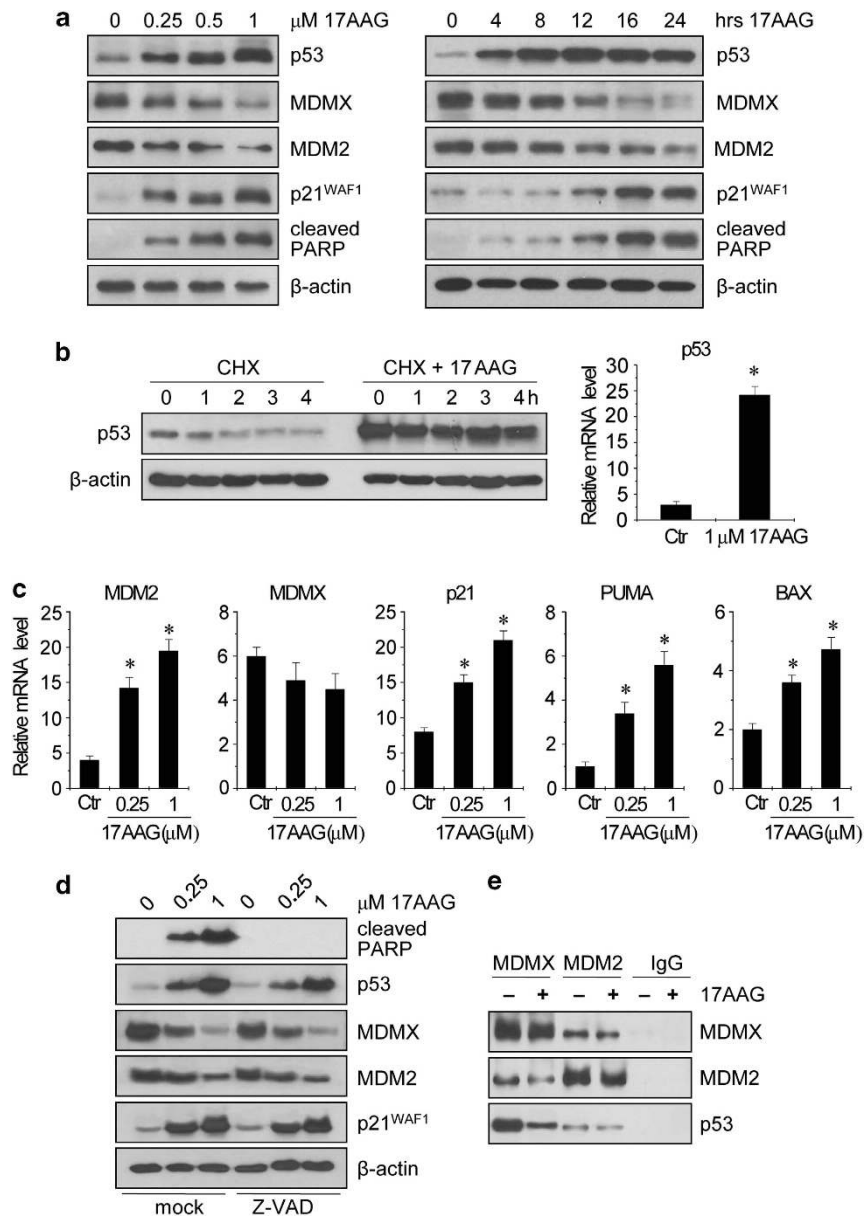 a
0 0.25 0.5 1 μM 17AAG
p53
MDMX
MDM2
p21WAF1
cleaved
PARP
β-actin
0 4 8 12 16 24 hrs 17AAG
p53
MDMX
MDM2
p21WAF1
cleaved
PARP
β-actin
b
CHX CHX + 17 AAG
0 1 2 3 4 0 1 2 3 4 h
p53
β-actin
p53
Relative mRNA level
30
25
20
15
10
5
0
Ctr 1 μM 17AAG
*
c
Relative mRNA level
MDM2
25
20
15
10
5
0
* *
Ctr 0.25 1
17AAG(μM)
MDMX
8
6
4
2
0
Ctr 0.25 1
17AAG(μM)
p21
25
20
15
10
5
0
* *
Ctr 0.25 1
17AAG(μM)
PUMA
8
6
4
2
0
* *
Ctr 0.25 1
17AAG(μM)
BAX
6
4
2
0
* *
Ctr 0.25 1
17AAG(μM)
d
0 0.25 1 0 0.25 1 μM 17AAG
cleaved
PARP
p53
MDMX
MDM2
p21WAF1
β-actin
mock Z-VAD
e
MDMX MDM2 IgG
– + – + – + 17AAG
MDMX
MDM2
p53